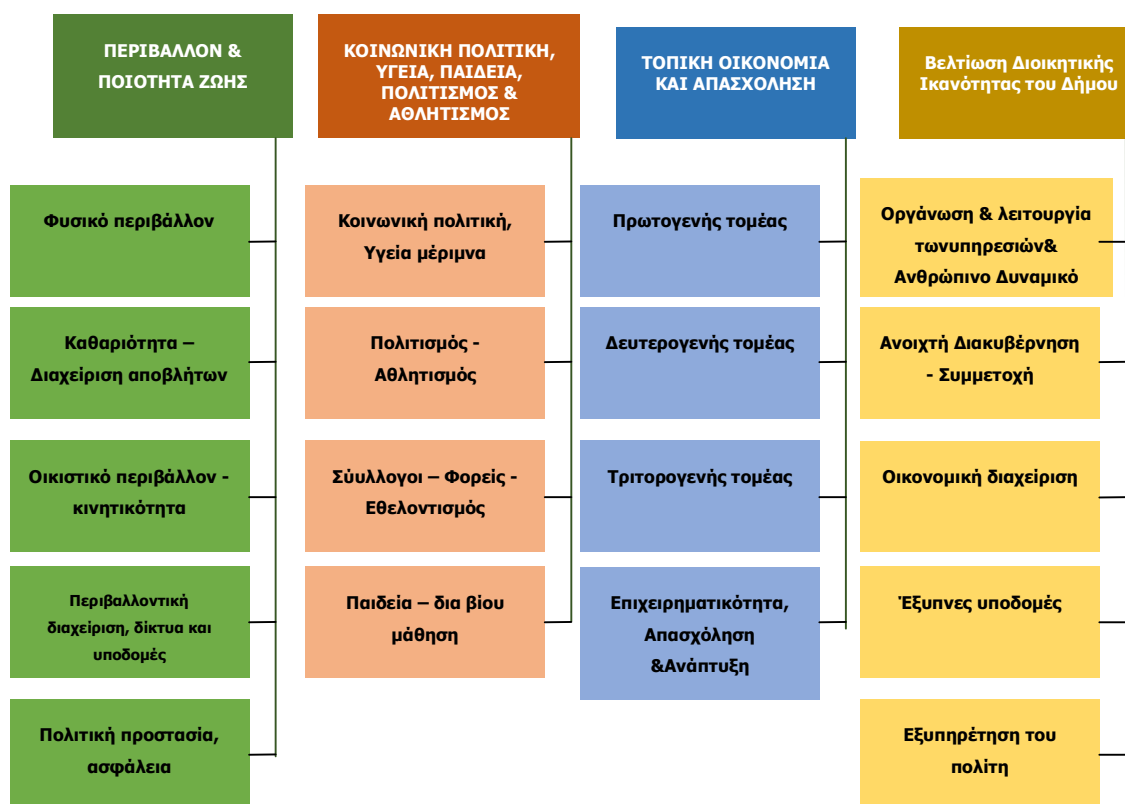 ΠΕΡΙΒΑΛΛΟΝ &
ΠΟΙΟΤΗΤΑ ΖΩΗΣ
Φυσικό περιβάλλον
Καθαριότητα –
Διαχείριση αποβλήτων
Οικιστικό περιβάλλον -
κινητικότητα
Περιβαλλοντική
διαχείριση, δίκτυα και
υποδομές
Πολιτική προστασία,
ασφάλεια
ΚΟΙΝΩΝΙΚΗ ΠΟΛΙΤΙΚΗ,
ΥΓΕΙΑ, ΠΑΙΔΕΙΑ,
ΠΟΛΙΤΙΣΜΟΣ &
ΑΘΛΗΤΙΣΜΟΣ
Κοινωνική πολιτική,
Υγεία μέριμνα
Πολιτισμός -
Αθλητισμός
Σύυλλογοι – Φορείς -
Εθελοντισμός
Παιδεία – δια βίου
μάθηση
ΤΟΠΙΚΗ ΟΙΚΟΝΟΜΙΑ
ΚΑΙ ΑΠΑΣΧΟΛΗΣΗ
Πρωτογενής τομέας
Δευτερογενής τομέας
Τριτορογενής τομέας
Επιχειρηματικότητα,
Απασχόληση
&Ανάπτυξη
Βελτίωση Διοικητικής
Ικανότητας του Δήμου
Οργάνωση & λειτουργία
τωνυπηρεσιών&
Ανθρώπινο Δυναμικό
Ανοιχτή Διακυβέρνηση
- Συμμετοχή
Οικονομική διαχείριση
Έξυπνες υποδομές
Εξυπηρέτηση του
πολίτη